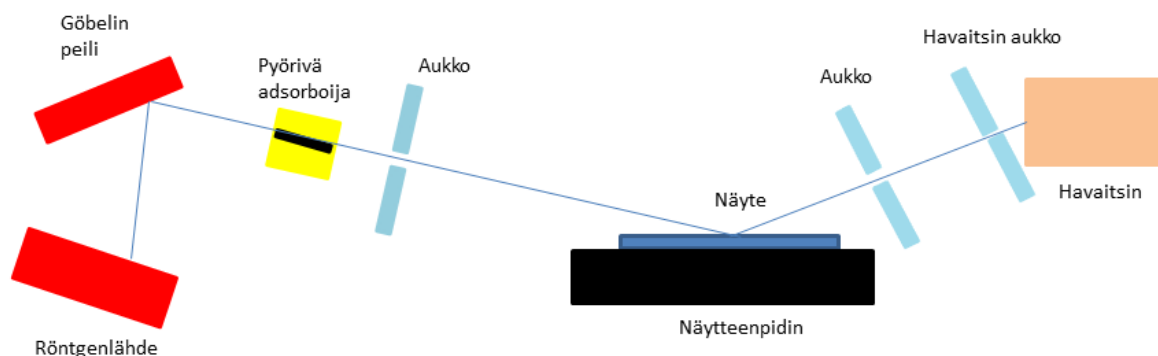 Göbelin
peili
Pyörivä
adsorboija
Aukko
Havaitsin aukko
Aukko
Näyte
Havaitsin
Röntgenlähde
Näytteenpidin